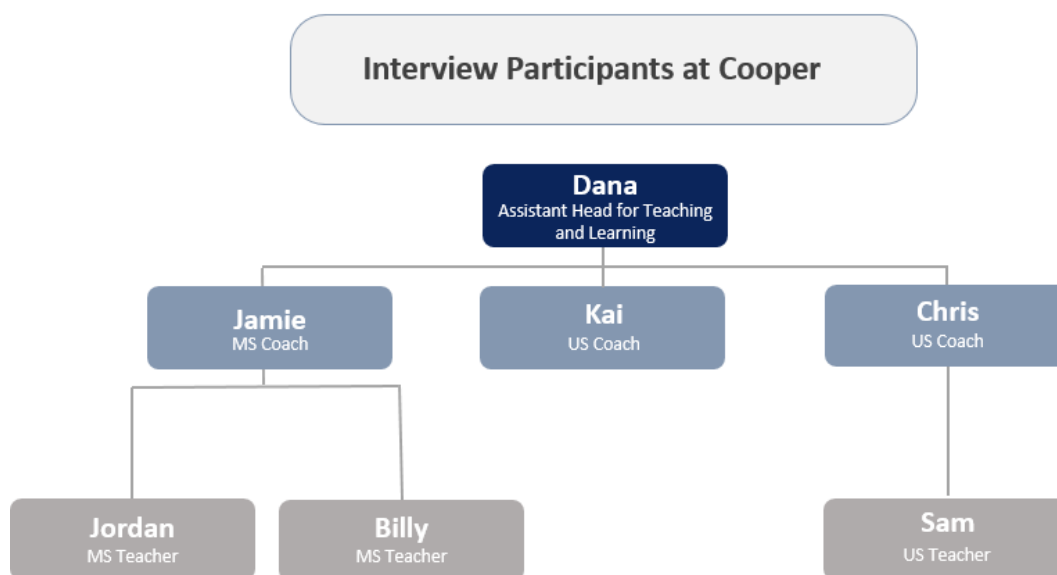 Interview Participants at Cooper
Dana
Assistant Head for Teaching
and Learning
Jamie
MS Coach
Kai
US Coach
Chris
US Coach
Jordan
MS Teacher
Billy
MS Teacher
Sam
US Teacher